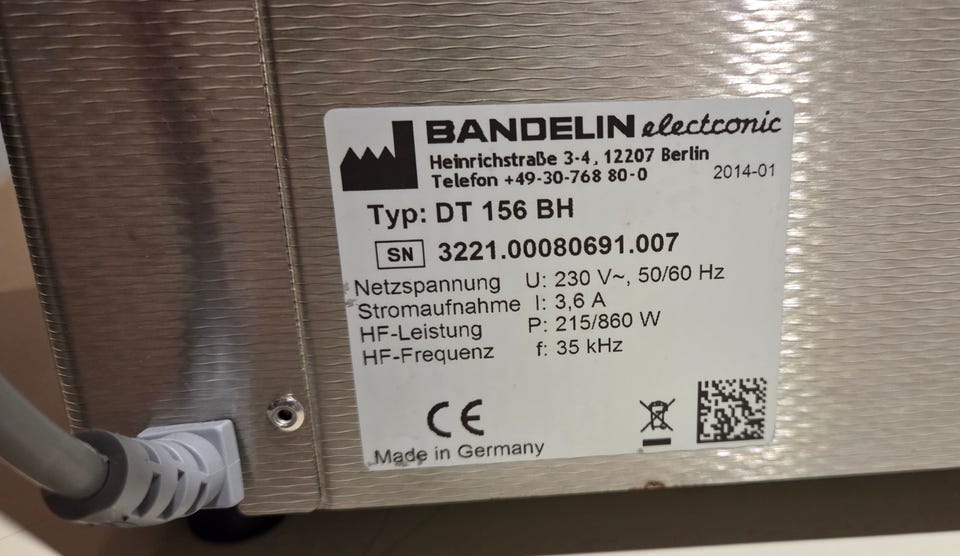 BANDELIN electronic
Heinrichstraße 3-4, 12207 Berlin
Telefon +49-30-768 80-0
2014-01
Typ: DT 156 BH
SN 3221.00080691.007
Netzspannung U: 230 V~, 50/60 Hz
Stromaufnahme I: 3,6 A
HF-Leistung P: 215/860 W
HF-Frequenz f: 35 kHz
CE
Made in Germany